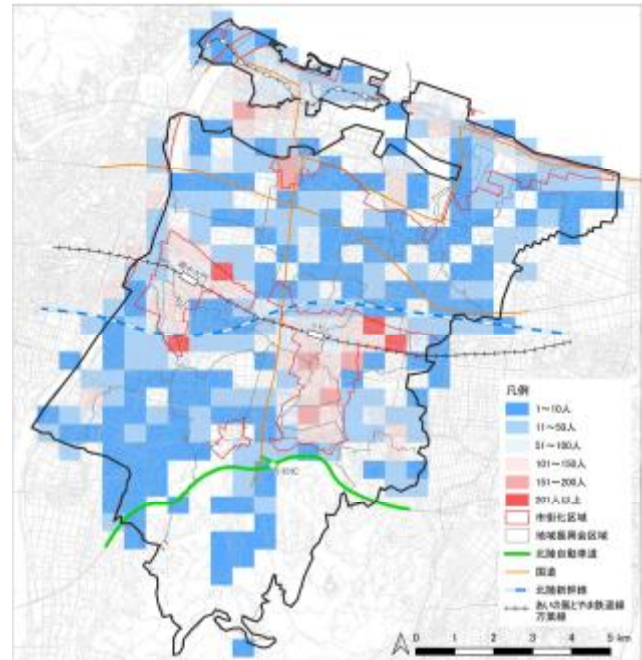 凡例
1～10人
11～50人
51～100人
101～150人
151～200人
201人以上
市街化区域
地域振興会区域
北陸自動車道
国道
北陸新幹線
あいの風とやま鉄道線
万葉線
0 1 2 3 4 5 km